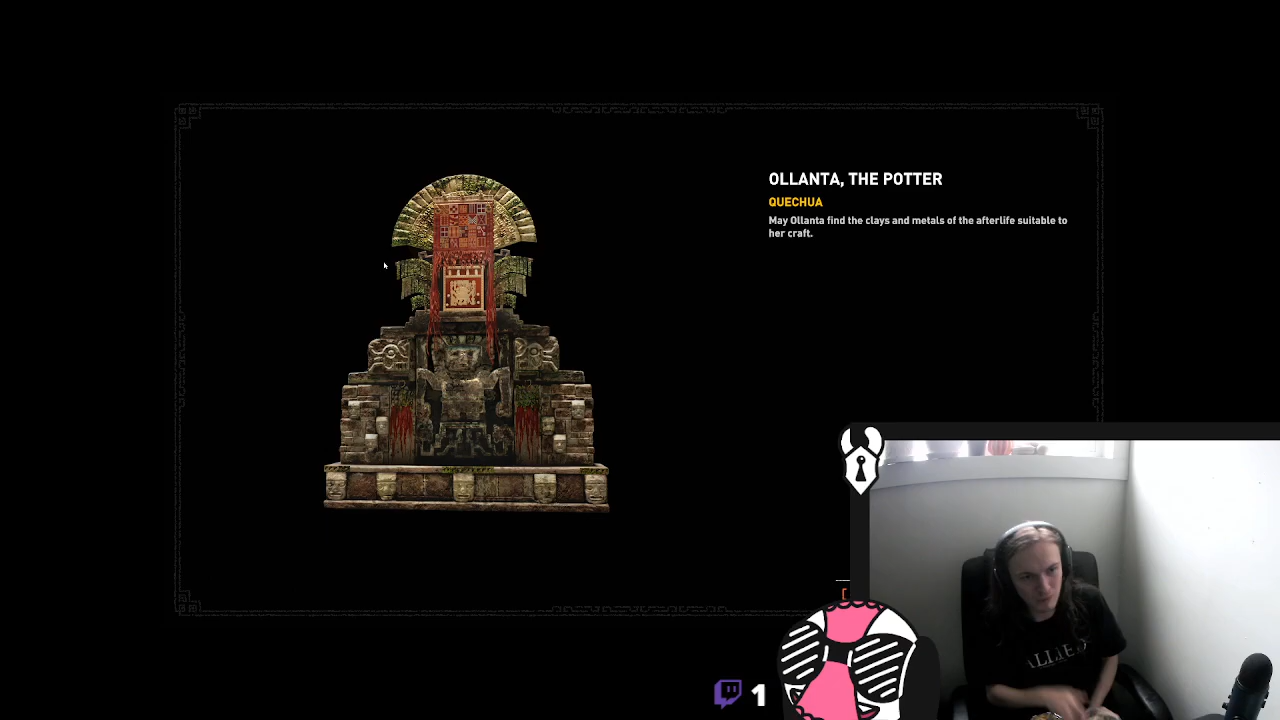 OLLANTA, THE POTTER
QUECHUA
May Ollanta find the clays and metals of the afterlife suitable to
her craft.
1